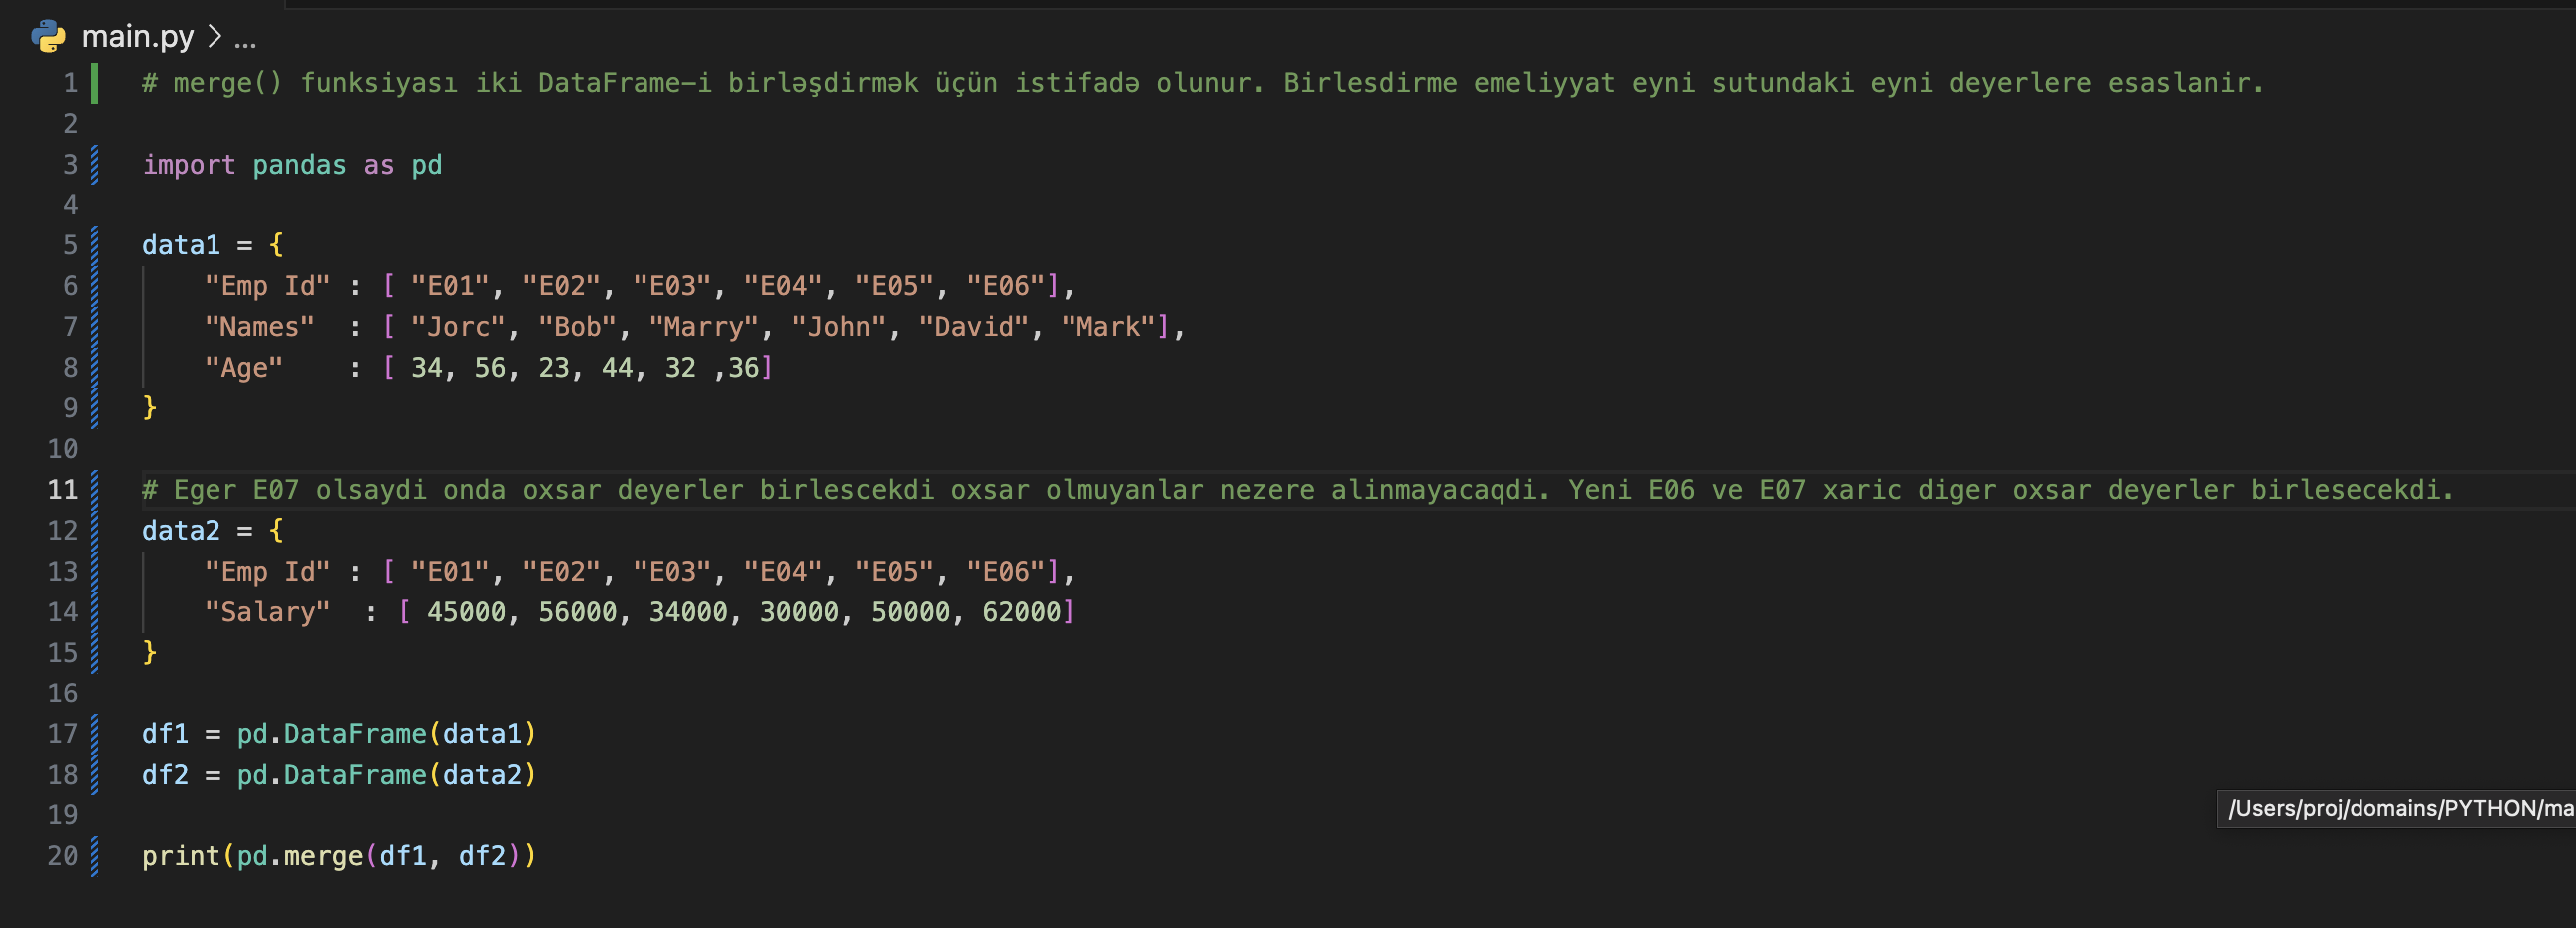 main.py > ...
1 # merge() funksiyası iki DataFrame-i birləşdirmək üçün istifadə olunur. Birlesdirme emeliyyat eyni sutundaki eyni deyerlere esaslanir.
2
3 import pandas as pd
4
5 data1 = {
6     "Emp Id" : [ "E01", "E02", "E03", "E04", "E05", "E06"],
7     "Names"  : [ "Jorc", "Bob", "Marry", "John", "David", "Mark"],
8     "Age"    : [ 34, 56, 23, 44, 32 ,36]
9 }
10
11 # Eger E07 olsaydi onda oxsar deyerler birlescekdi oxsar olmuyanlar nezere alinmayacaqdi. Yeni E06 ve E07 xaric diger oxsar deyerler birlesecekdi.
12 data2 = {
13     "Emp Id" : [ "E01", "E02", "E03", "E04", "E05", "E06"],
14     "Salary"  : [ 45000, 56000, 34000, 30000, 50000, 62000]
15 }
16
17 df1 = pd.DataFrame(data1)
18 df2 = pd.DataFrame(data2)
19
/Users/proj/domains/PYTHON/ma
20 print(pd.merge(df1, df2))